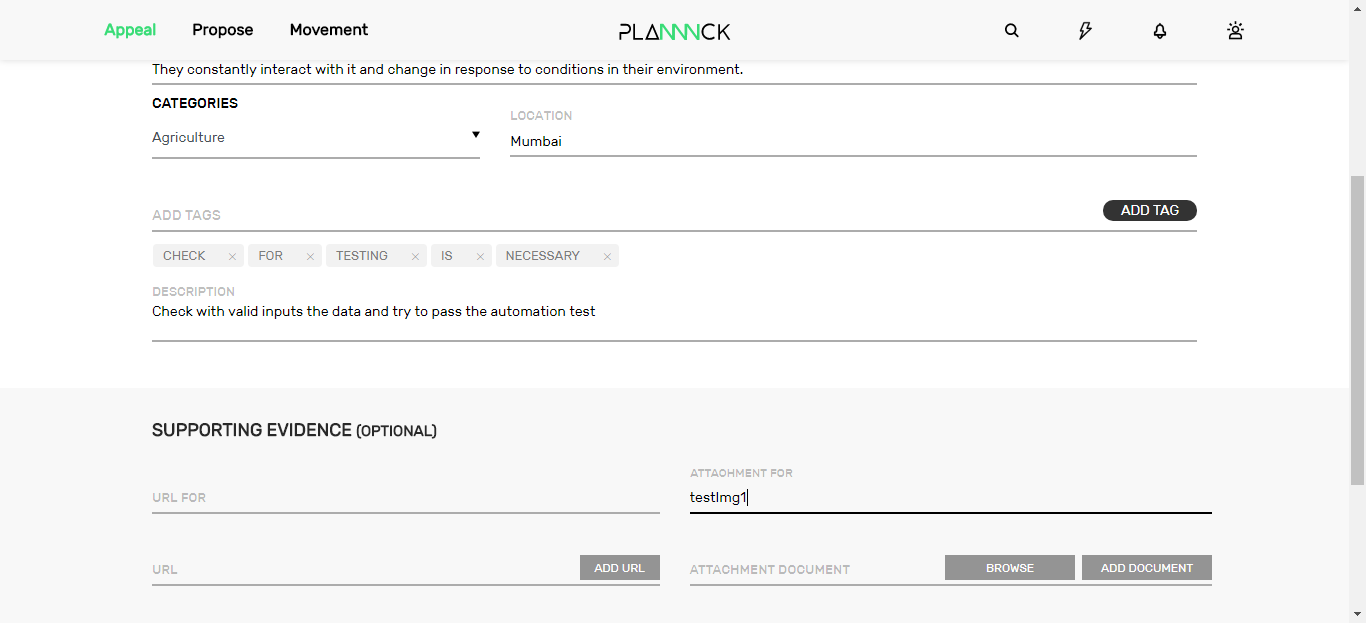 Appeal Propose Movement PLANNNCK
They constantly interact with it and change in response to conditions in their environment.
CATEGORIES
LOCATION
Agriculture
Mumbai
ADD TAGS
ADD TAG
CHECK × FOR × TESTING × IS × NECESSARY ×
DESCRIPTION
Check with valid inputs the data and try to pass the automation test
SUPPORTING EVIDENCE (OPTIONAL)
ATTACHMENT FOR
URL FOR
testImg1
URL
ADD URL
ATTACHMENT DOCUMENT
BROWSE
ADD DOCUMENT